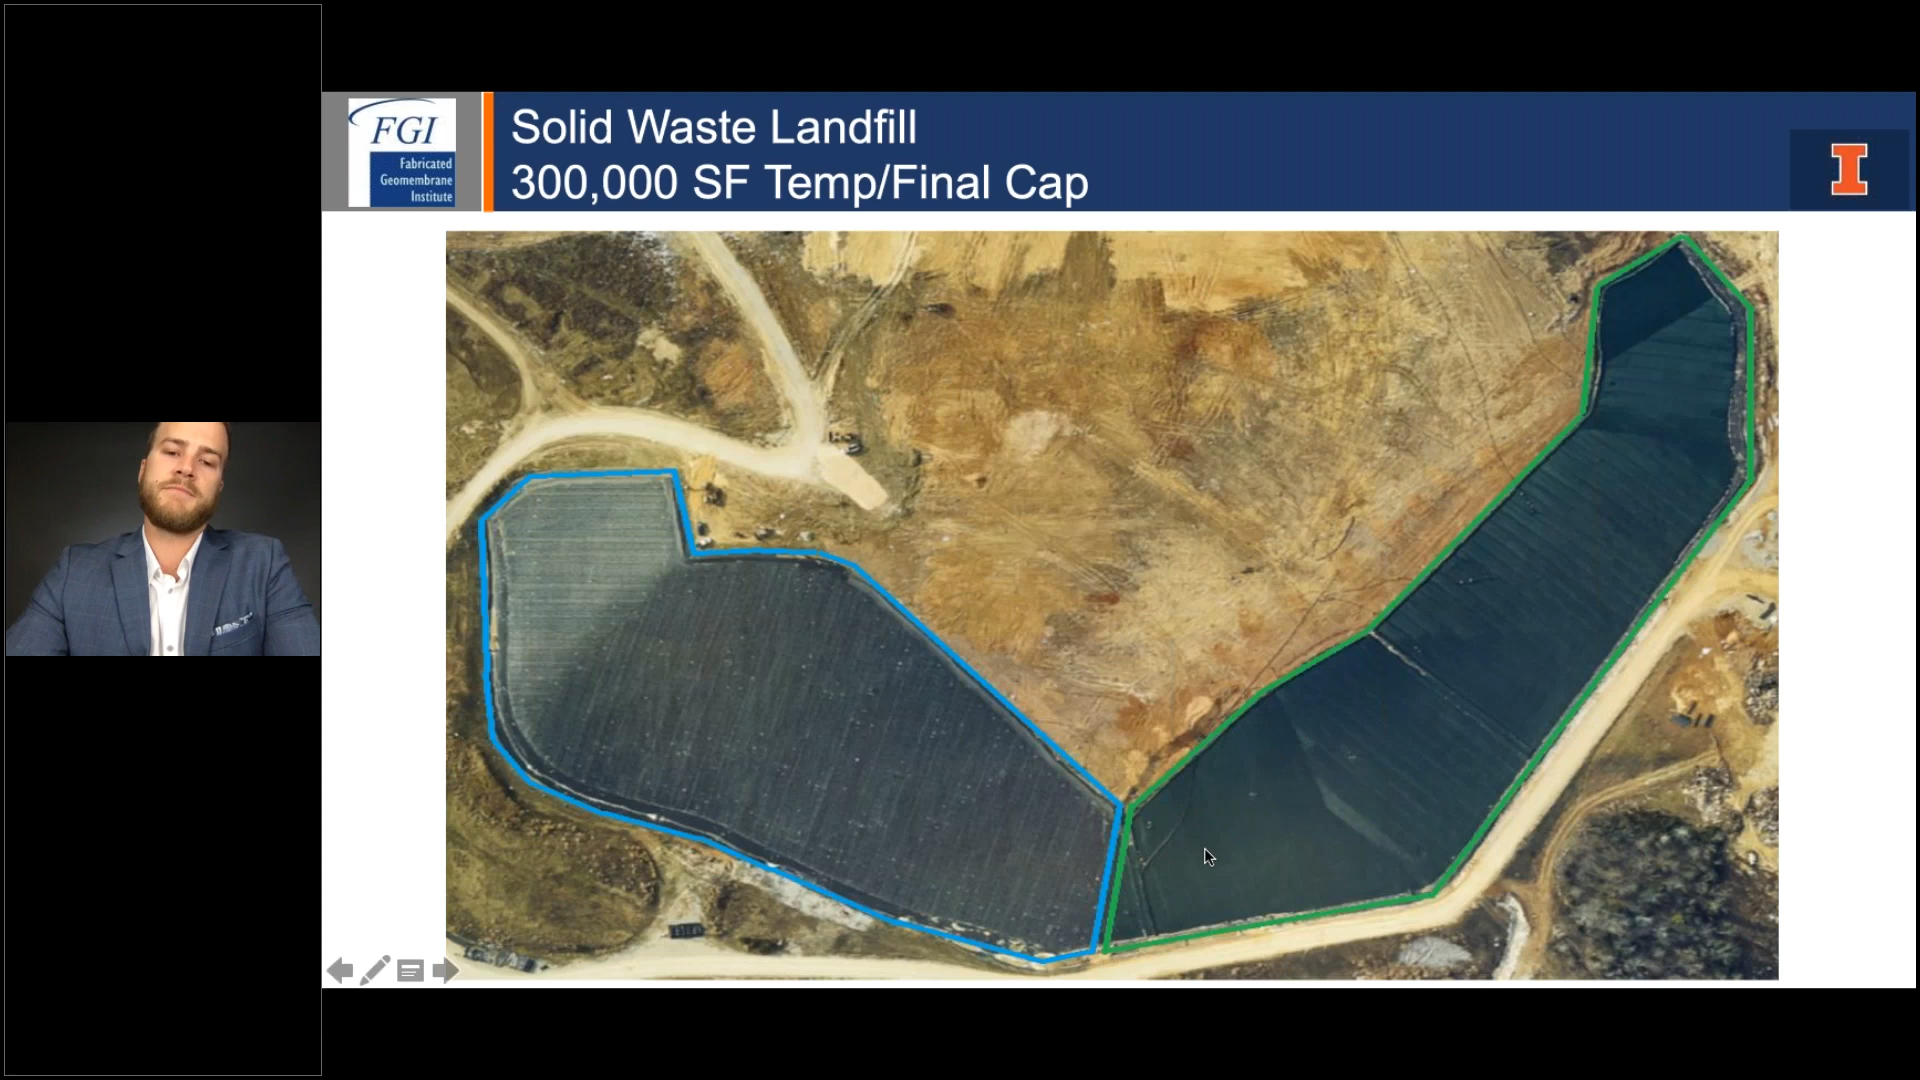 FGI
Fabricated
Geomembrane
Institute
Solid Waste Landfill
300,000 SF Temp/Final Cap
I